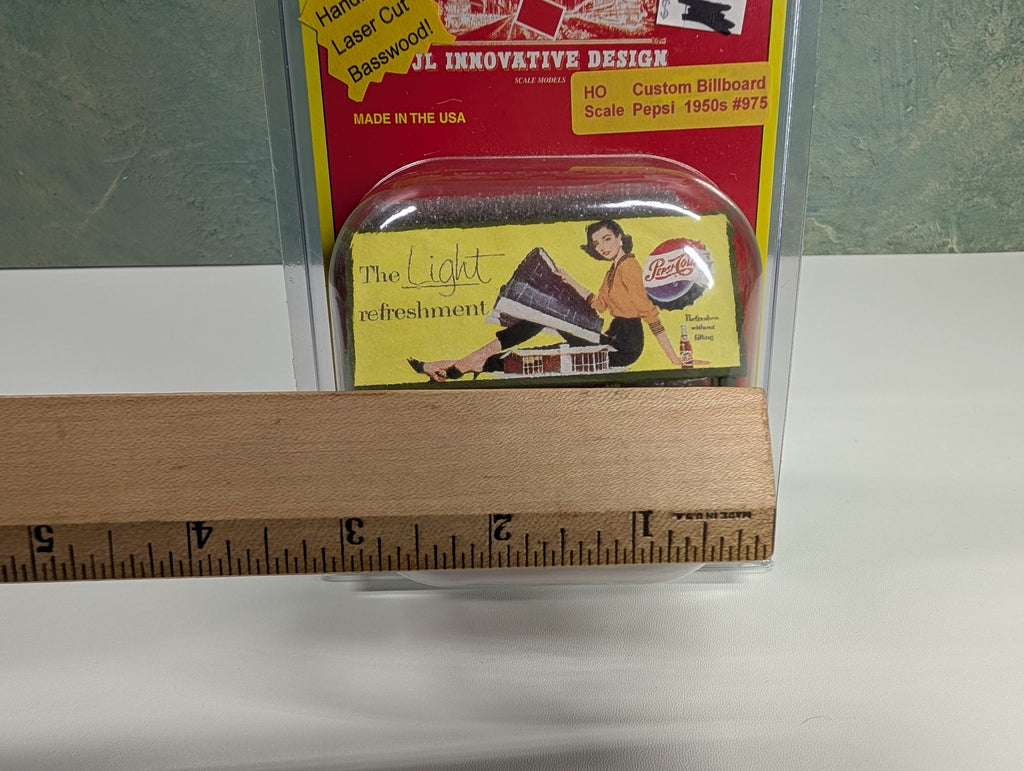 Laser Cut
Basswood!
JL INNOVATIVE DESIGN
SCALE MODELS
MADE IN THE USA
HO Custom Billboard
Scale Pepsi 1950s #975
The Light
refreshment
PEPSI-COLA
Refreshes
without
filling
5 4 3 2 1
MADE IN U.S.A.